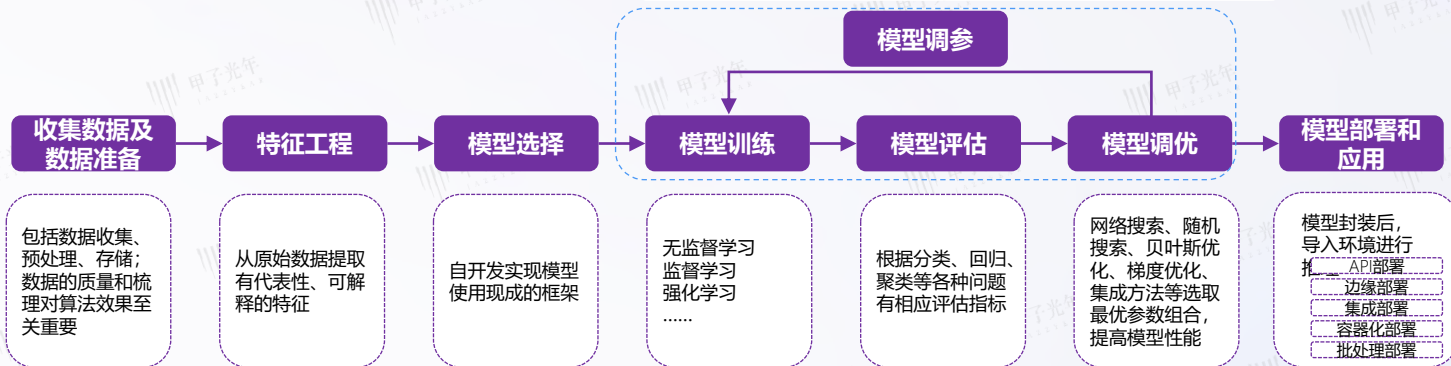 模型调参
收集数据及
数据准备
特征工程
模型选择
模型训练
模型评估
模型调优
模型部署和
应用
包括数据收集、
预处理、存储；
数据的质量和梳
理对算法效果至
关重要
从原始数据提取
有代表性、可解
释的特征
自开发实现模型
使用现成的框架
无监督学习
监督学习
强化学习
……
根据分类、回归、
聚类等各种问题
有相应评估指标
网络搜索、随机
搜索、贝叶斯优
化、梯度优化、
集成方法等选取
最优参数组合，
提高模型性能
模型封装后，
导入环境进行
API部署
边缘部署
集成部署
容器化部署
批处理部署
甲子光年